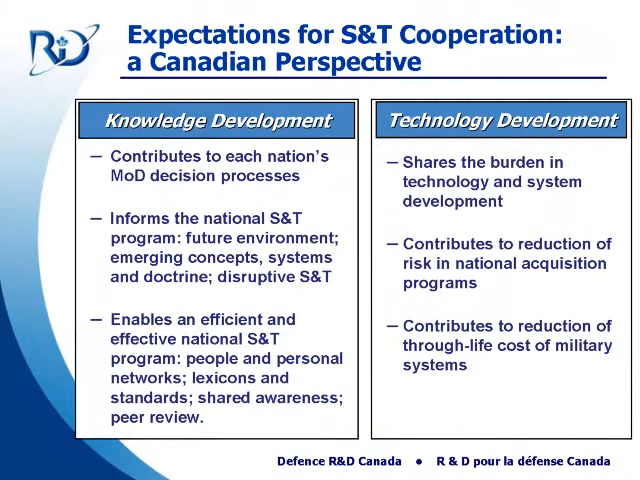 R D
Expectations for S&T Cooperation:
a Canadian Perspective
Knowledge Development
– Contributes to each nation's
MoD decision processes
– Informs the national S&T
program: future environment;
emerging concepts, systems
and doctrine; disruptive S&T
– Enables an efficient and
effective national S&T
program: people and personal
networks; lexicons and
standards; shared awareness;
peer review.
Technology Development
– Shares the burden in
technology and system
development
– Contributes to reduction of
risk in national acquisition
programs
– Contributes to reduction of
through-life cost of military
systems
Defence R&D Canada ● R & D pour la défense Canada